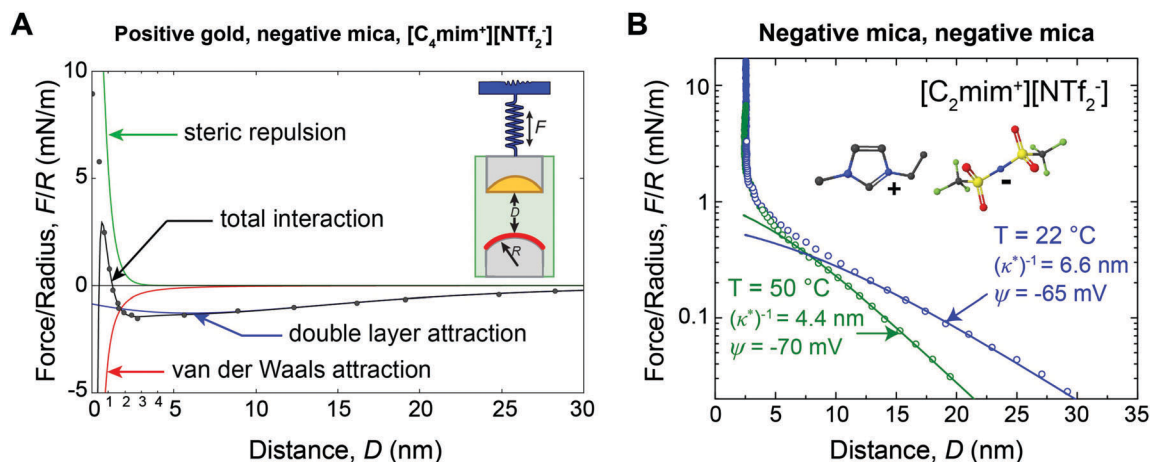 A
Positive gold, negative mica, [C₄mim⁺][NTf₂⁻]
10
5
0
-5
Force/Radius, F/R (mN/m)
steric repulsion
total interaction
double layer attraction
van der Waals attraction
F
D
R
0
1
2
3
4
5
10
15
20
25
30
Distance, D (nm)
B
Negative mica, negative mica
10
1
0.1
Force/Radius, F/R (mN/m)
[C₂mim⁺][NTf₂⁻]
+
-
T = 22 °C
(κ*)⁻¹ = 6.6 nm
ψ = -65 mV
T = 50 °C
(κ*)⁻¹ = 4.4 nm
ψ = -70 mV
0
5
10
15
20
25
30
35
Distance, D (nm)